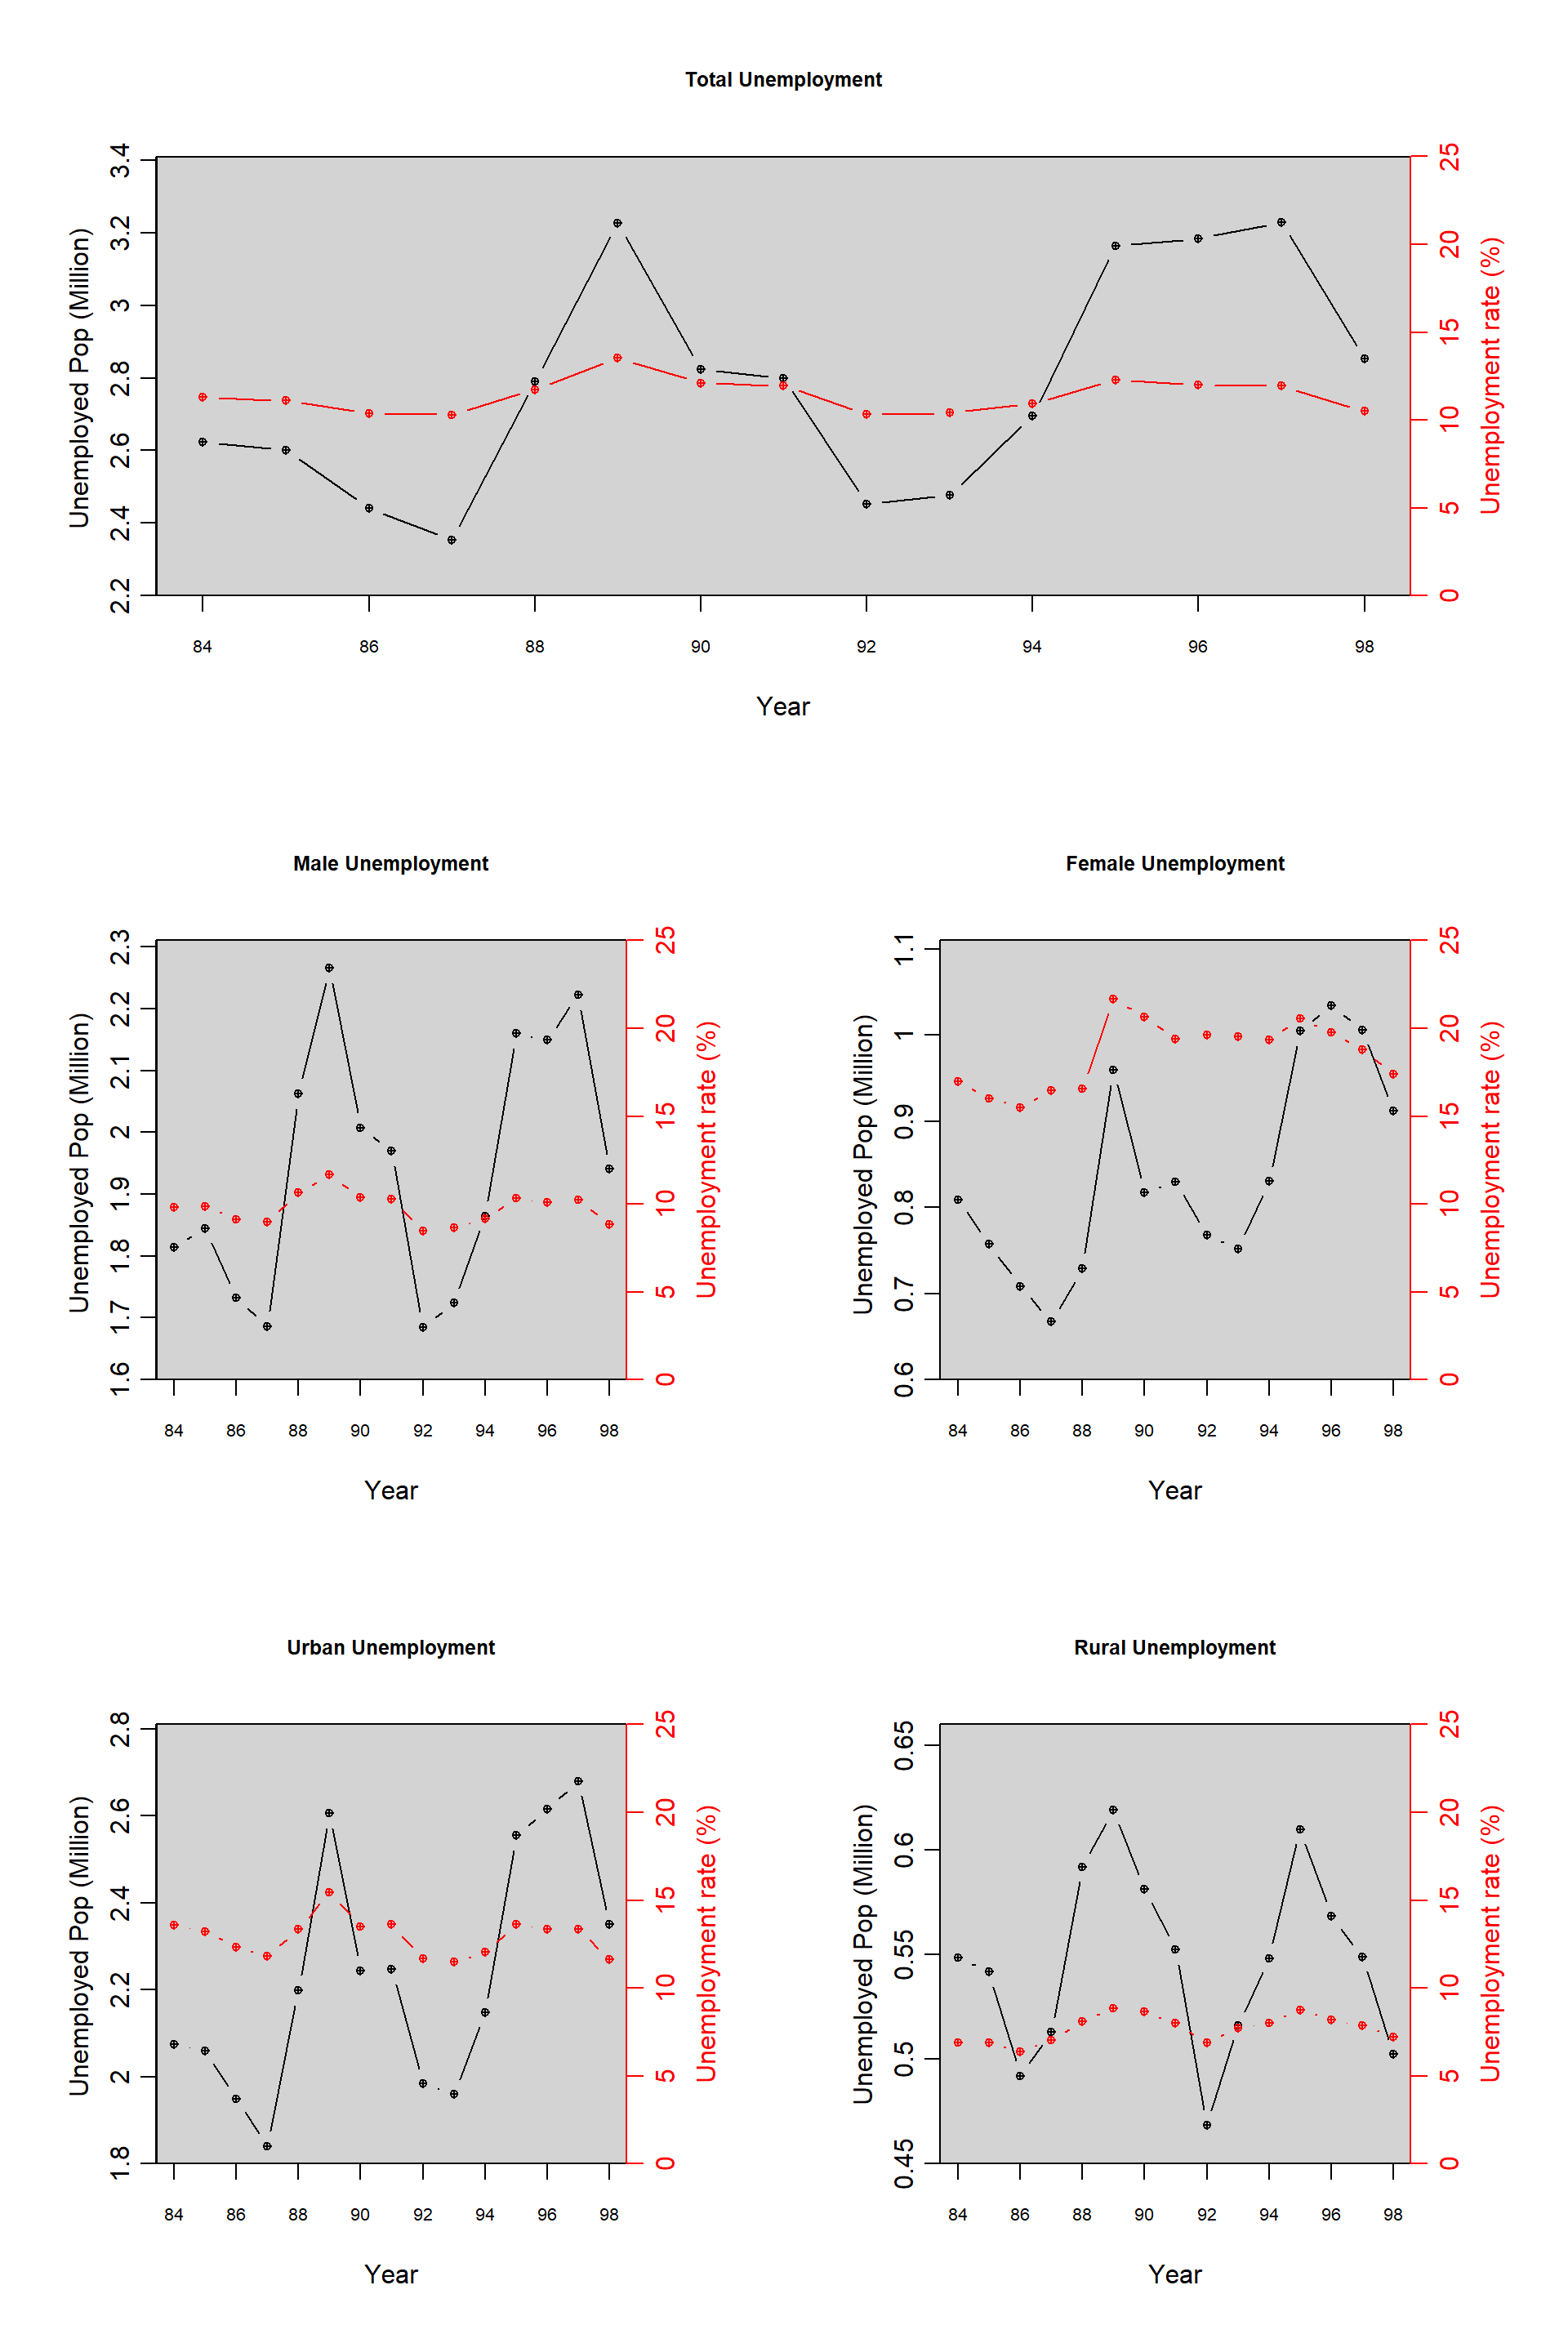 Total Unemployment
Unemployed Pop (Million)
2.2 2.4 2.6 2.8 3 3.2 3.4
0 5 10 15 20 25
Unemployment rate (%)
84 86 88 90 92 94 96 98
Year
Male Unemployment
Unemployed Pop (Million)
1.6 1.7 1.8 1.9 2 2.1 2.2 2.3
0 5 10 15 20 25
Unemployment rate (%)
84 86 88 90 92 94 96 98
Year
Female Unemployment
Unemployed Pop (Million)
0.6 0.7 0.8 0.9 1 1.1
0 5 10 15 20 25
Unemployment rate (%)
84 86 88 90 92 94 96 98
Year
Urban Unemployment
Unemployed Pop (Million)
1.8 2 2.2 2.4 2.6 2.8
0 5 10 15 20 25
Unemployment rate (%)
84 86 88 90 92 94 96 98
Year
Rural Unemployment
Unemployed Pop (Million)
0.45 0.5 0.55 0.6 0.65
0 5 10 15 20 25
Unemployment rate (%)
84 86 88 90 92 94 96 98
Year